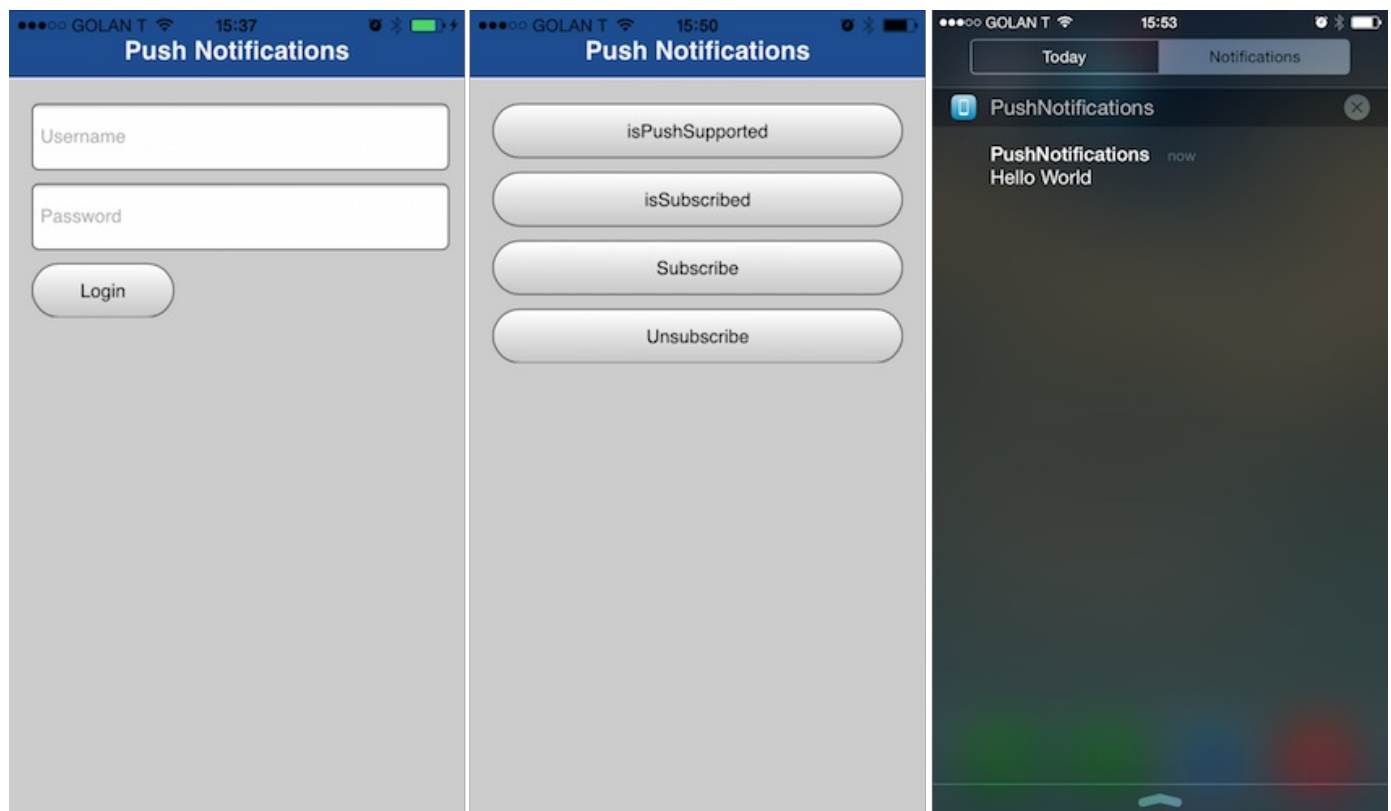 GOLAN T 15:37
Push Notifications
Username
Password
Login
GOLAN T 15:50
Push Notifications
isPushSupported
isSubscribed
Subscribe
Unsubscribe
GOLAN T 15:53
Today Notifications
PushNotifications
PushNotifications now
Hello World